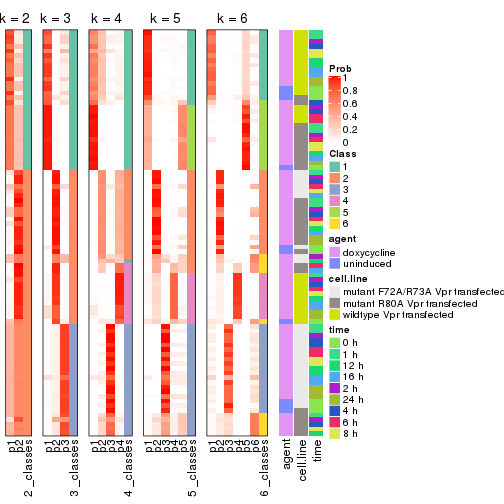 k = 2 k = 3 k = 4 k = 5 k = 6
Prob
1
0.8
0.6
0.4
0.2
0
Class
1
2
3
4
5
6
agent
doxycycline
uninduced
cell.line
mutant F72A/R73A Vpr transfected
mutant R80A Vpr transfected
wildtype Vpr transfected
time
0 h
1 h
12 h
16 h
2 h
24 h
4 h
6 h
8 h
p1 p2 2_classes p1 p2 p3 3_classes p1 p2 p3 p4 4_classes p1 p2 p3 p4 p5 5_classes p1 p2 p3 p4 p5 p6 6_classes agent cell.line time